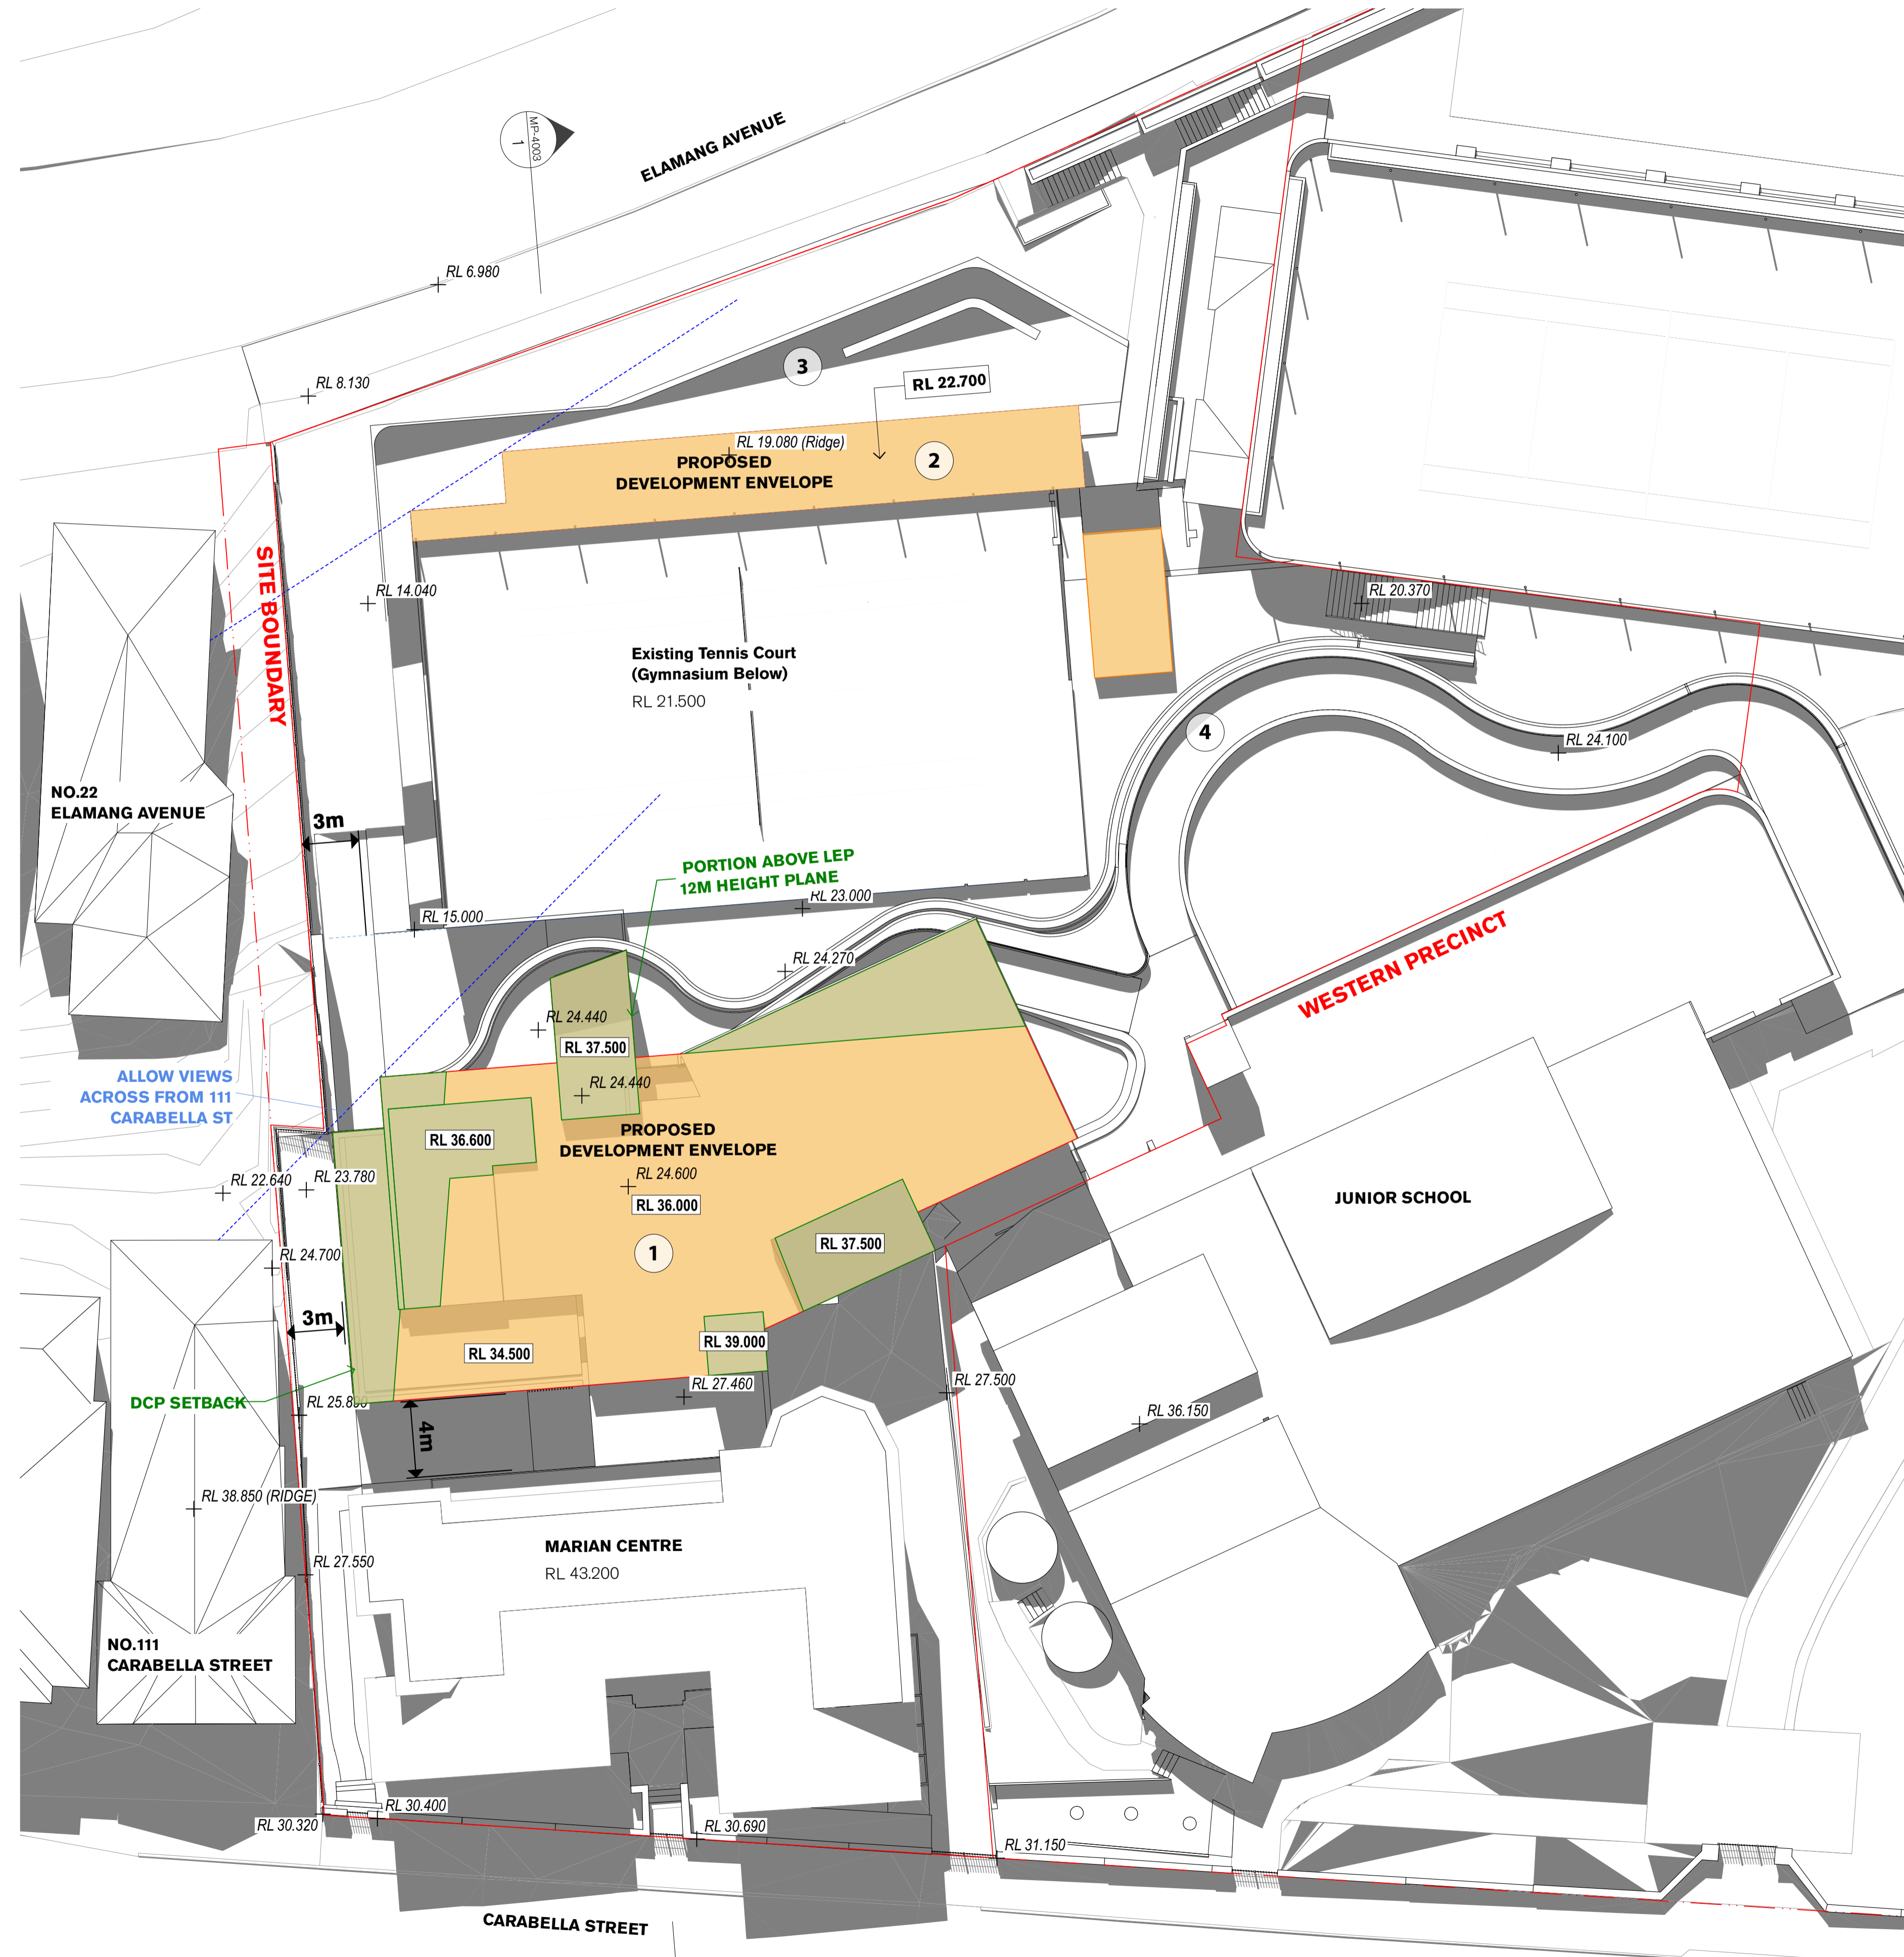 MP-4003
1
ELAMANG AVENUE
RL 6.980
RL 8.130
3
RL 22.700
RL 19.080 (Ridge)
2
PROPOSED
DEVELOPMENT ENVELOPE
SITE BOUNDARY
RL 14.040
RL 20.370
Existing Tennis Court
(Gymnasium Below)
RL 21.500
4
RL 24.100
NO.22
ELAMANG AVENUE
3m
PORTION ABOVE LEP
12M HEIGHT PLANE
RL 23.000
RL 15.000
WESTERN PRECINCT
RL 24.270
RL 24.440
RL 37.500
RL 24.440
ALLOW VIEWS
ACROSS FROM 111
CARABELLA ST
RL 36.600
PROPOSED
DEVELOPMENT ENVELOPE
RL 22.640
RL 23.780
RL 24.600
RL 36.000
JUNIOR SCHOOL
1
RL 37.500
RL 24.700
3m
RL 34.500
RL 39.000
RL 27.460
RL 27.500
DCP SETBACK
RL 36.150
4m
RL 38.850 (RIDGE)
MARIAN CENTRE
RL 43.200
RL 27.550
NO.111
CARABELLA STREET
RL 30.400
RL 30.320
RL 30.690
RL 31.150
CARABELLA STREET